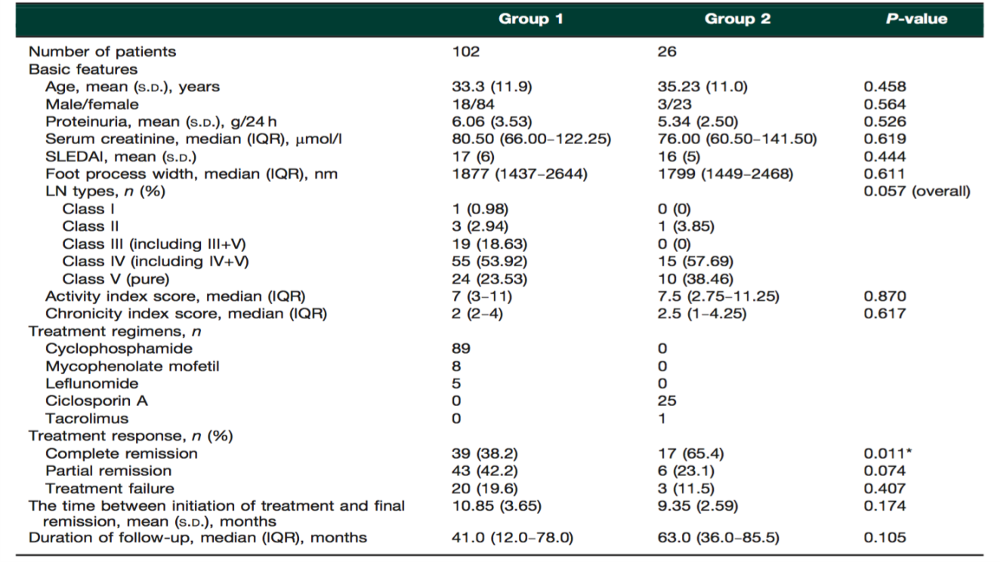 Group 1 Group 2 P-value
Number of patients 102 26
Basic features
Age, mean (S.D.), years 33.3 (11.9) 35.23 (11.0) 0.458
Male/female 18/84 3/23 0.564
Proteinuria, mean (S.D.), g/24 h 6.06 (3.53) 5.34 (2.50) 0.526
Serum creatinine, median (IQR), μmol/l 80.50 (66.00–122.25) 76.00 (60.50–141.50) 0.619
SLEDAI, mean (S.D.) 17 (6) 16 (5) 0.444
Foot process width, median (IQR), nm 1877 (1437–2644) 1799 (1449–2468) 0.611
LN types, n (%) 0.057 (overall)
Class I 1 (0.98) 0 (0)
Class II 3 (2.94) 1 (3.85)
Class III (including III+V) 19 (18.63) 0 (0)
Class IV (including IV+V) 55 (53.92) 15 (57.69)
Class V (pure) 24 (23.53) 10 (38.46)
Activity index score, median (IQR) 7 (3–11) 7.5 (2.75–11.25) 0.870
Chronicity index score, median (IQR) 2 (2–4) 2.5 (1–4.25) 0.617
Treatment regimens, n
Cyclophosphamide 89 0
Mycophenolate mofetil 8 0
Leflunomide 5 0
Ciclosporin A 0 25
Tacrolimus 0 1
Treatment response, n (%)
Complete remission 39 (38.2) 17 (65.4) 0.011*
Partial remission 43 (42.2) 6 (23.1) 0.074
Treatment failure 20 (19.6) 3 (11.5) 0.407
The time between initiation of treatment and final 10.85 (3.65) 9.35 (2.59) 0.174
remission, mean (S.D.), months
Duration of follow-up, median (IQR), months 41.0 (12.0–78.0) 63.0 (36.0–85.5) 0.105